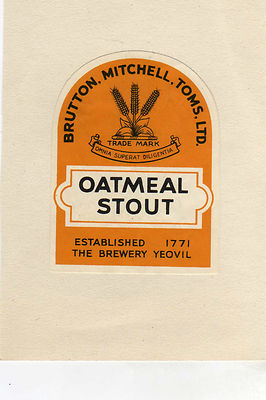 BRUTTON, MITCHELL, TOMS, LTD.
TRADE MARK
OMNIA SUPERAT DILIGENTIA
OATMEAL
STOUT
ESTABLISHED 1771
THE BREWERY YEOVIL